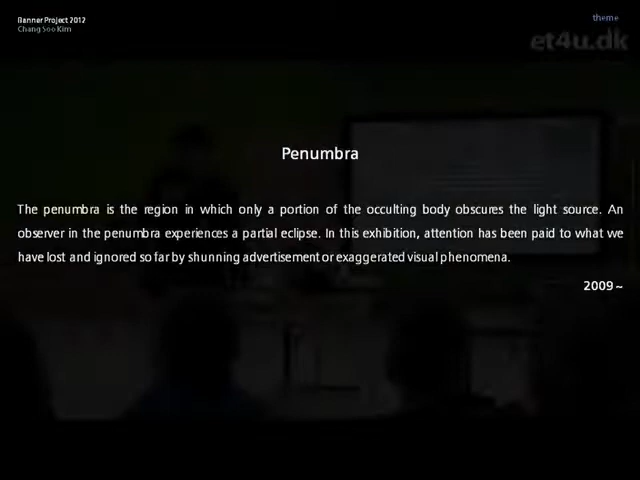 Banner Project 2012
Chang Soo Kim
theme
et4u.dk
Penumbra
The penumbra is the region in which only a portion of the occulting body obscures the light source. An
observer in the penumbra experiences a partial eclipse. In this exhibition, attention has been paid to what we
have lost and ignored so far by shunning advertisement or exaggerated visual phenomena.
2009~